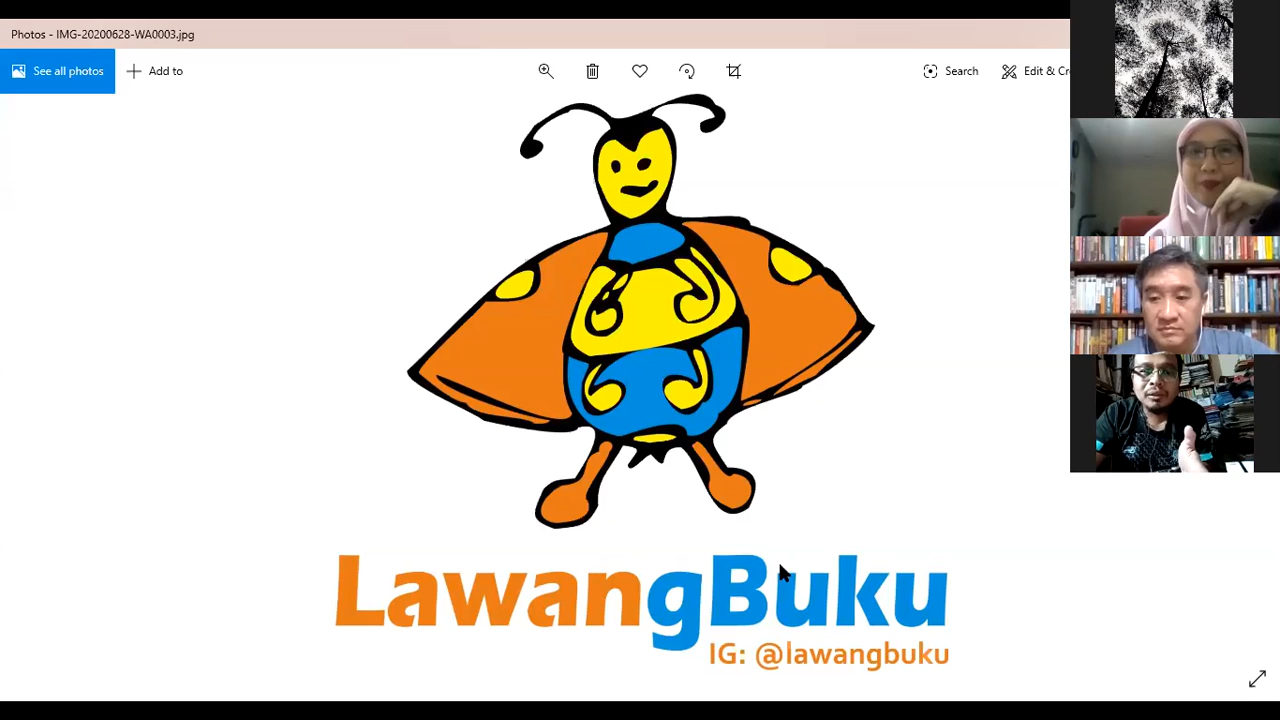 Photos - IMG-20200628-WA0003.jpg
See all photos
Add to
Search
Edit & Cr
LawangBuku
IG: @lawangbuku